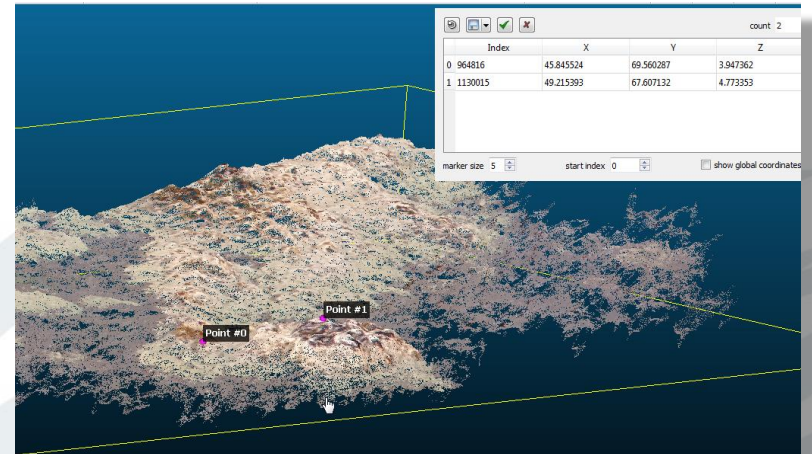 count 2
Index X Y Z
0 964816 45.845524 69.560287 3.947362
1 1130015 49.215393 67.607132 4.773353
marker size 5 start index 0 show global coordinates
Point #1
Point #0